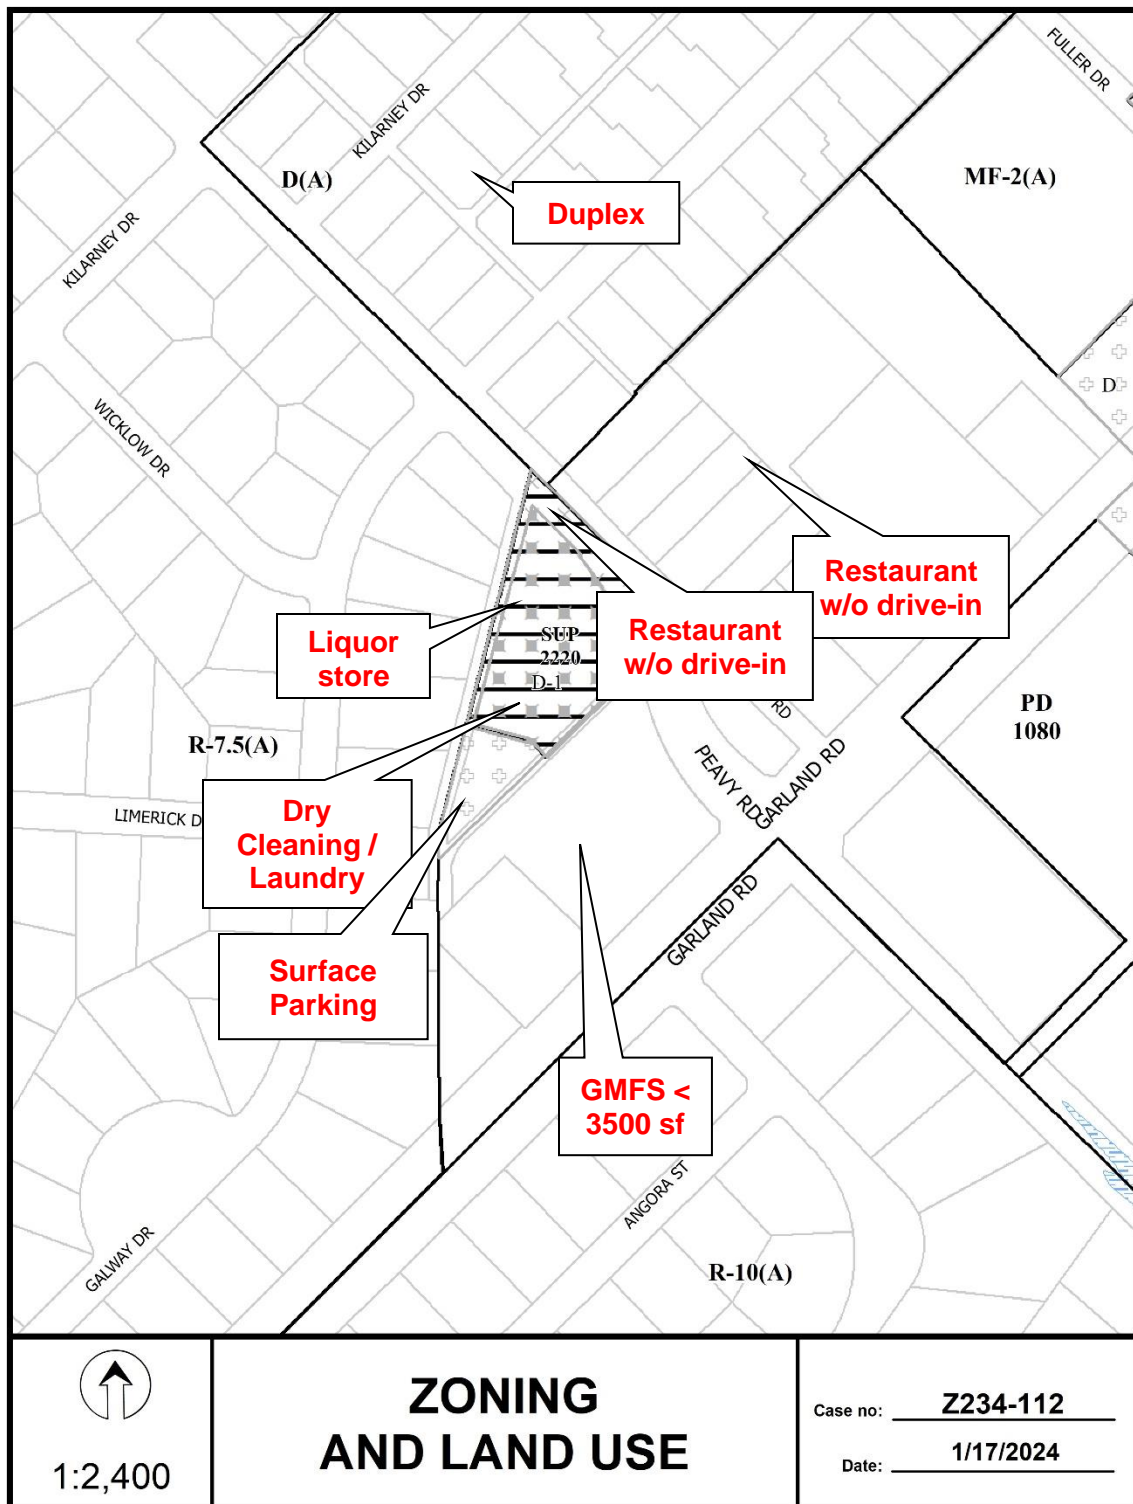 FULLER DR
KILARNEY DR
D(A)
MF-2(A)
Duplex
KILARNEY DR
D
WICKLOW DR
Restaurant
w/o drive-in
Liquor
store
SUP
2220
D-1
Restaurant
w/o drive-in
R-7.5(A)
RD
PD
1080
PEAVY RD
GARLAND RD
LIMERICK D
Dry
Cleaning /
Laundry
GARLAND RD
Surface
Parking
GMFS <
3500 sf
ANGORA ST
GALWAY DR
R-10(A)
1:2,400
ZONING
AND LAND USE
Case no: Z234-112
Date: 1/17/2024